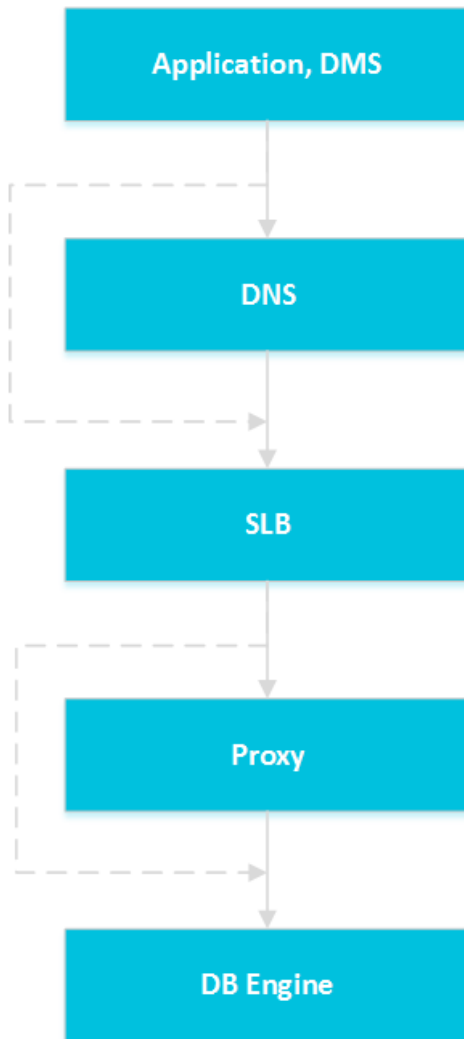 Application, DMS
DNS
SLB
Proxy
DB Engine